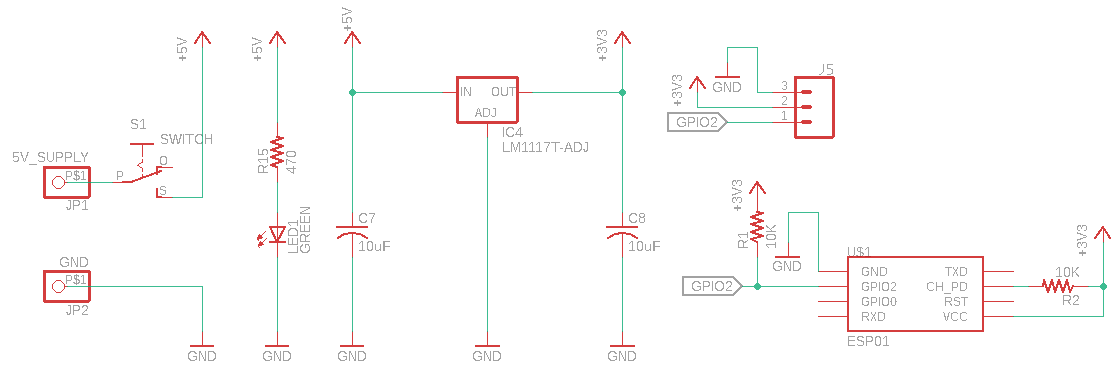 +5V
S1
SWITCH
O
S
P
5V_SUPPLY
P$1
JP1
GND
P$1
JP2
GND
+5V
R15
470
LED1
GREEN
GND
+5V
C7
10uF
GND
IN OUT
ADJ
IC4
LM1117T-ADJ
GND
+3V3
C8
10uF
GND
J5
3
2
1
GND
+3V3
GPIO2
+3V3
R1
10K
GND
GPIO2
U$1
GND TXD
GPIO2 CH_PD
GPIO0 RST
RXD VCC
ESP01
10K
R2
+3V3